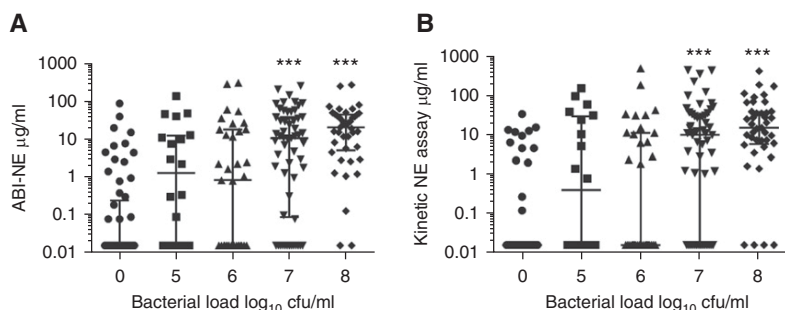 A
ABI-NE µg/ml
1000
100
10
1
0.1
0.01
*** ***
0 5 6 7 8
Bacterial load log10 cfu/ml
B
Kinetic NE assay µg/ml
1000
100
10
1
0.1
0.01
*** ***
0 5 6 7 8
Bacterial load log10 cfu/ml